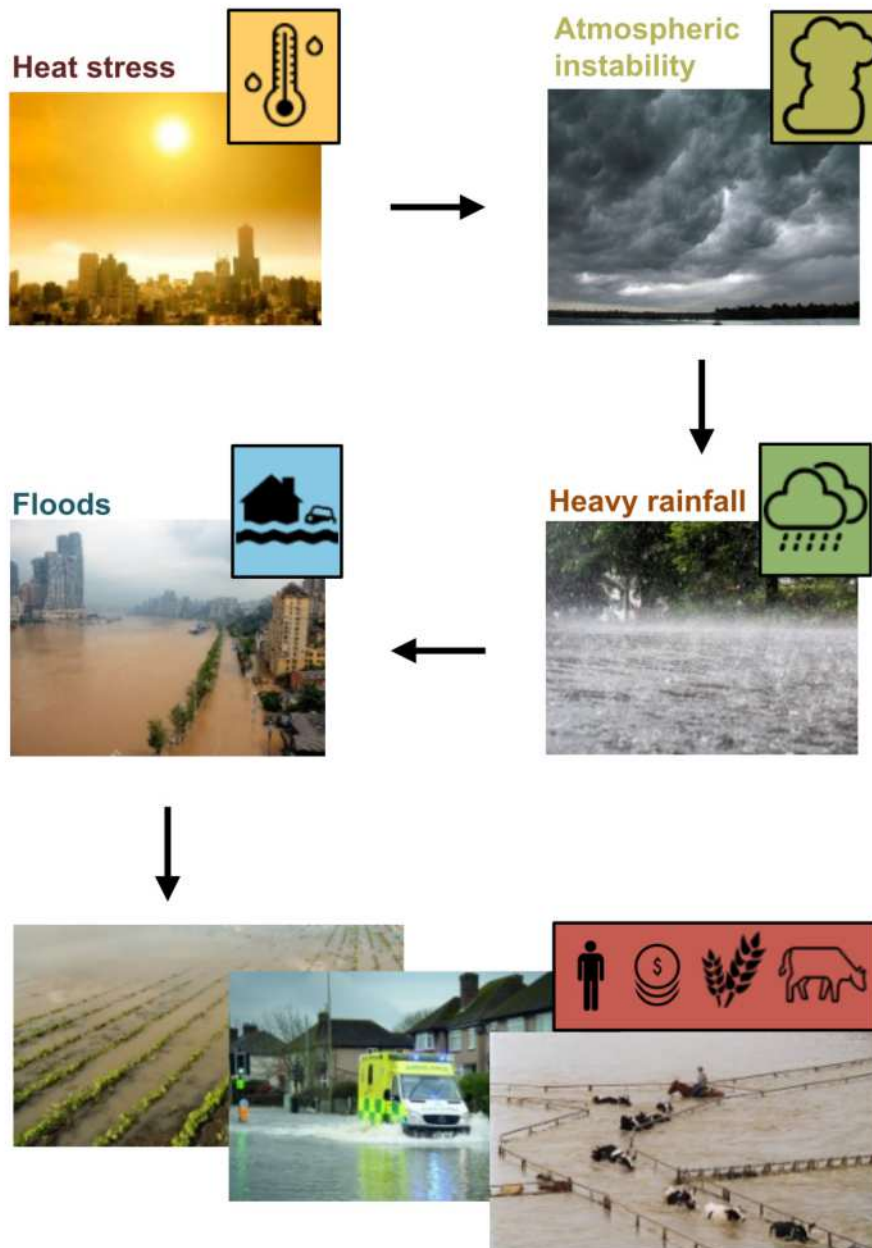 Heat stress
Atmospheric
instability
Floods
Heavy rainfall
$